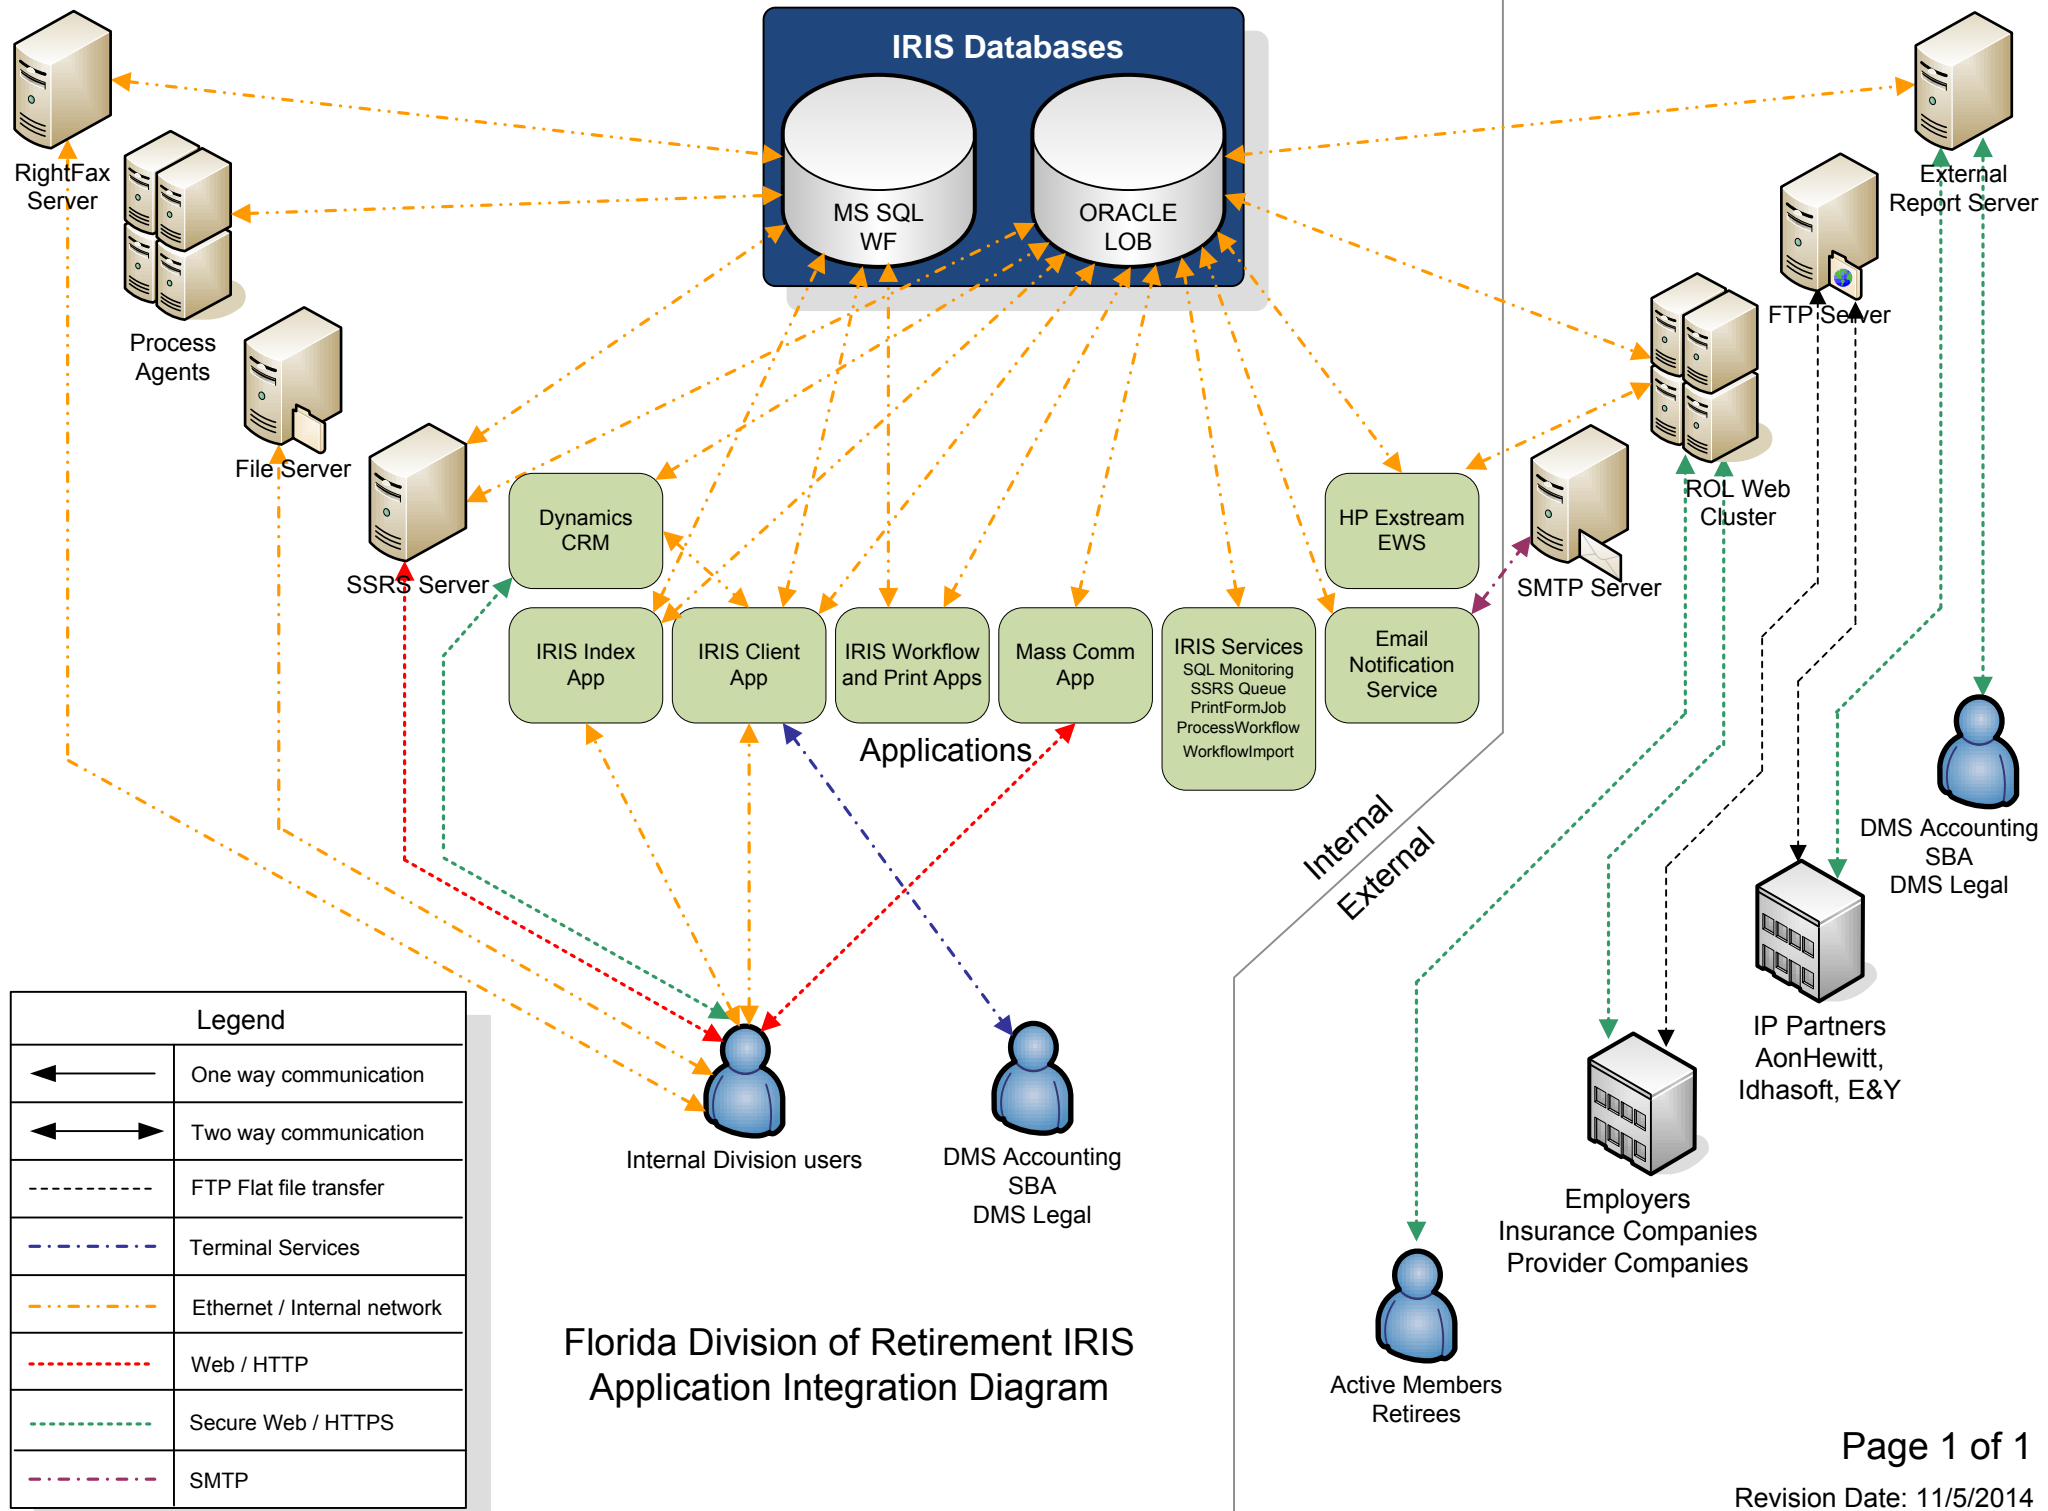 IRIS Databases
MS SQL
WF
ORACLE
LOB
RightFax
Server
Process
Agents
File Server
SSRS Server
External
Report Server
FTP Server
ROL Web
Cluster
SMTP Server
Dynamics
CRM
HP Exstream
EWS
IRIS Index
App
IRIS Client
App
IRIS Workflow
and Print Apps
Mass Comm
App
IRIS Services
SQL Monitoring
SSRS Queue
PrintFormJob
ProcessWorkflow
WorkflowImport
Email
Notification
Service
Applications
Internal
External
DMS Accounting
SBA
DMS Legal
IP Partners
AonHewitt,
Idhasoft, E&Y
Internal Division users
DMS Accounting
SBA
DMS Legal
Employers
Insurance Companies
Provider Companies
Active Members
Retirees
Legend
One way communication
Two way communication
FTP Flat file transfer
Terminal Services
Ethernet / Internal network
Web / HTTP
Secure Web / HTTPS
SMTP
Florida Division of Retirement IRIS
Application Integration Diagram
Page 1 of 1
Revision Date: 11/5/2014